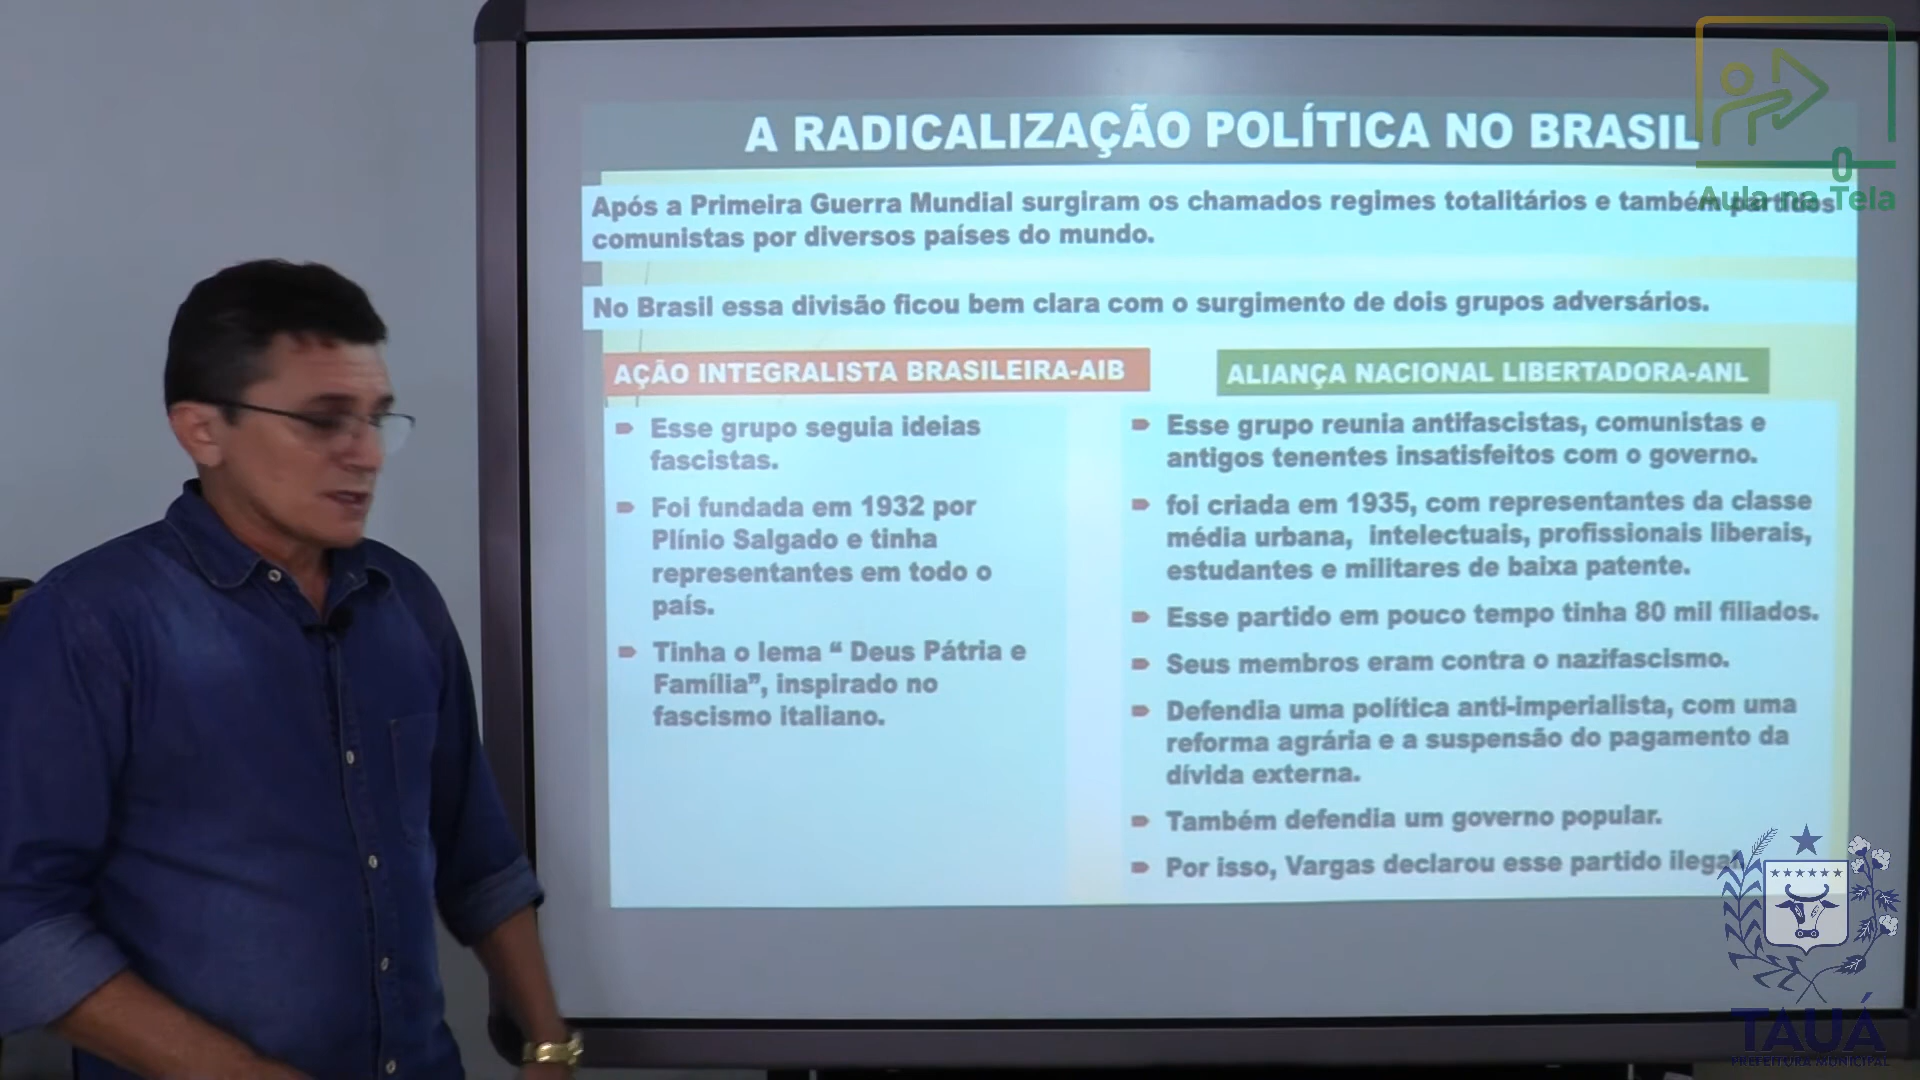 A RADICALIZAÇÃO POLÍTICA NO BRASIL
Aula na Tela
Após a Primeira Guerra Mundial surgiram os chamados regimes totalitários e também partidos
comunistas por diversos países do mundo.
No Brasil essa divisão ficou bem clara com o surgimento de dois grupos adversários.
AÇÃO INTEGRALISTA BRASILEIRA-AIB
Esse grupo seguia ideias
fascistas.
Foi fundada em 1932 por
Plínio Salgado e tinha
representantes em todo o
país.
Tinha o lema “ Deus Pátria e
Família”, inspirado no
fascismo italiano.
ALIANÇA NACIONAL LIBERTADORA-ANL
Esse grupo reunia antifascistas, comunistas e
antigos tenentes insatisfeitos com o governo.
foi criada em 1935, com representantes da classe
média urbana, intelectuais, profissionais liberais,
estudantes e militares de baixa patente.
Esse partido em pouco tempo tinha 80 mil filiados.
Seus membros eram contra o nazifascismo.
Defendia uma política anti-imperialista, com uma
reforma agrária e a suspensão do pagamento da
dívida externa.
Também defendia um governo popular.
Por isso, Vargas declarou esse partido ilegal
TAUÁ
PREFEITURA MUNICIPAL